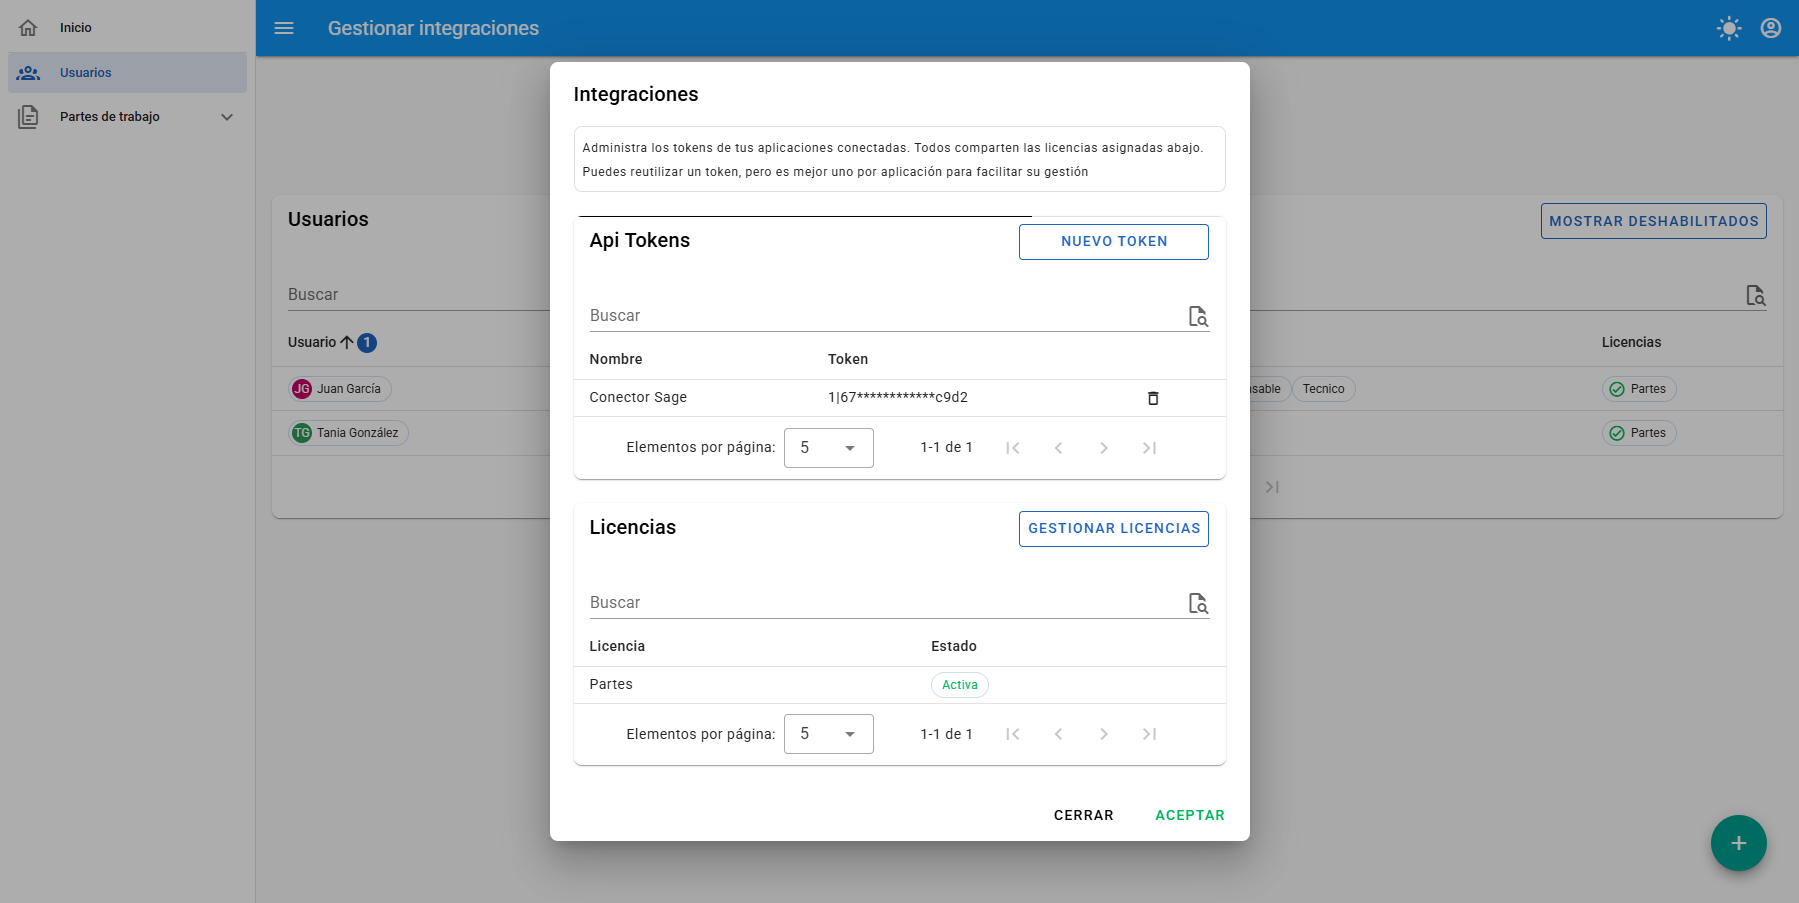 Inicio
Usuarios
Partes de trabajo
Gestionar integraciones
Usuarios
MOSTRAR DESHABILITADOS
Buscar
Usuario 1
Licencias
JG Juan García
Tecnico
Partes
TG Tania González
Partes
Integraciones
Administra los tokens de tus aplicaciones conectadas. Todos comparten las licencias asignadas abajo.
Puedes reutilizar un token, pero es mejor uno por aplicación para facilitar su gestión
Api Tokens
NUEVO TOKEN
Buscar
Nombre Token
Conector Sage 1|67************c9d2
Elementos por página: 5 1-1 de 1
Licencias
GESTIONAR LICENCIAS
Buscar
Licencia Estado
Partes Activa
Elementos por página: 5 1-1 de 1
CERRAR ACEPTAR